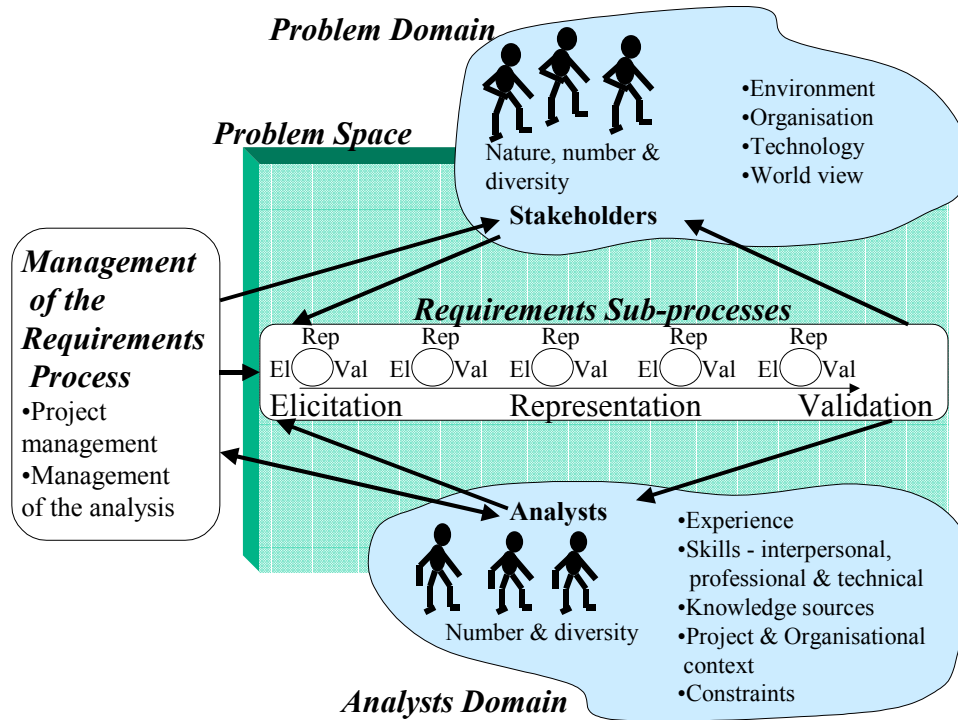 Problem Domain
•Environment
•Organisation
•Technology
•World view
Problem Space
Nature, number &
diversity
Stakeholders
Management
of the
Requirements
Process
•Project
management
•Management
of the analysis
Requirements Sub-processes
Rep Rep Rep Rep Rep
El Val El Val El Val El Val El Val
Elicitation Representation Validation
Analysts
Number & diversity
•Experience
•Skills - interpersonal,
professional & technical
•Knowledge sources
•Project & Organisational
context
•Constraints
Analysts Domain